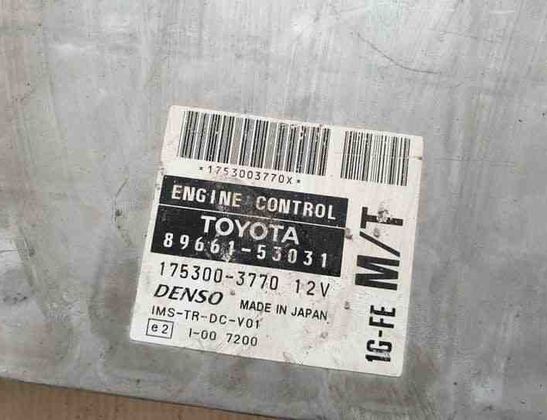 *1753003770X*
ENGINE CONTROL
TOYOTA
89661-53031
175300-3770 12V
DENSO MADE IN JAPAN
IMS-TR-DC-V01
e2 1-00 7200
1G-FE M/T